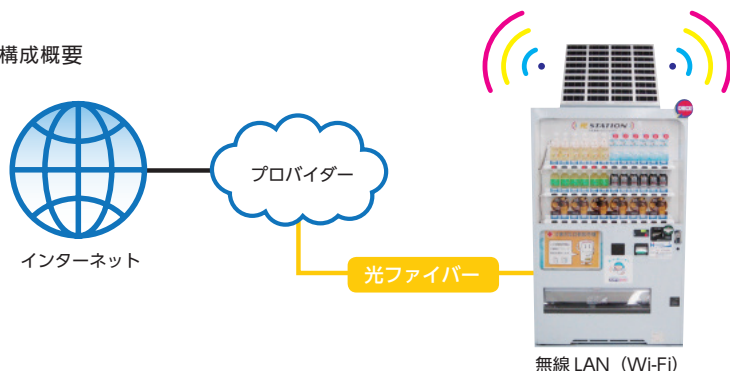 構成概要
STATION
プロバイダー
インターネット
光ファイバー
無線 LAN（Wi-Fi）